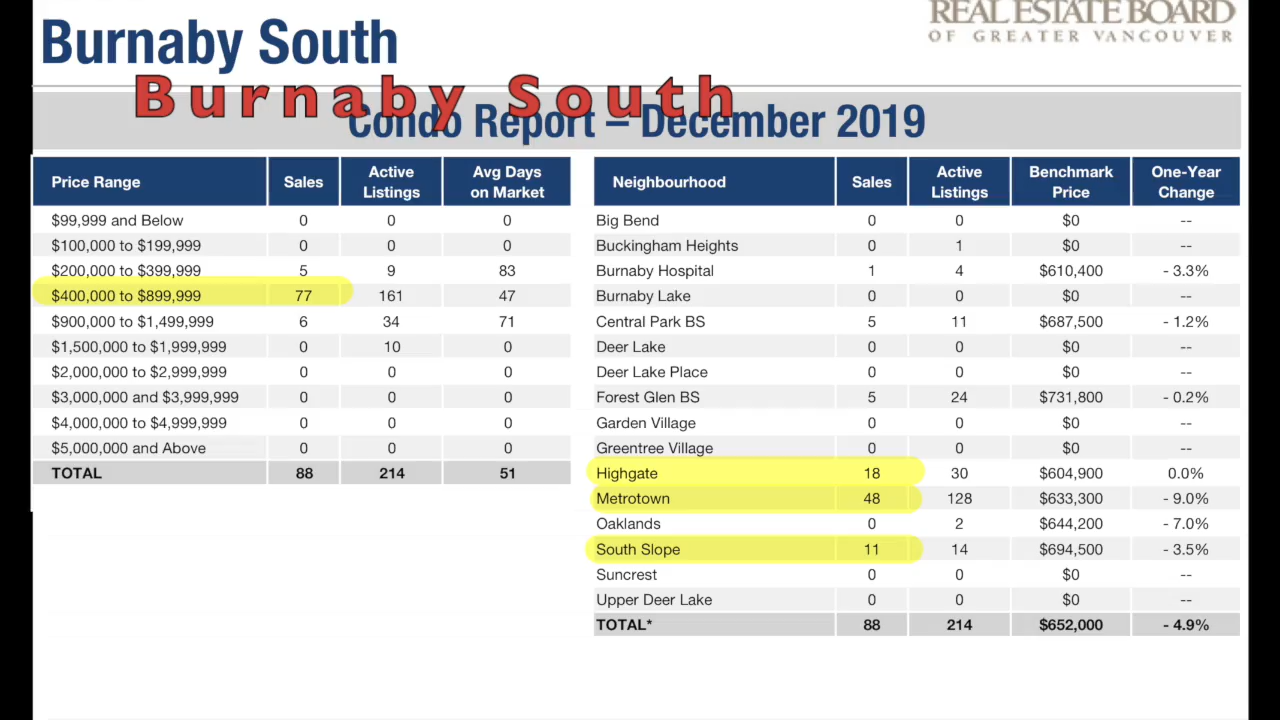 REAL ESTATE BOARD
OF GREATER VANCOUVER
Burnaby South
Burnaby South
Condo Report – December 2019
Price Range Sales Active Listings Avg Days on Market
$99,999 and Below 0 0 0
$100,000 to $199,999 0 0 0
$200,000 to $399,999 5 9 83
$400,000 to $899,999 77 161 47
$900,000 to $1,499,999 6 34 71
$1,500,000 to $1,999,999 0 10 0
$2,000,000 to $2,999,999 0 0 0
$3,000,000 and $3,999,999 0 0 0
$4,000,000 to $4,999,999 0 0 0
$5,000,000 and Above 0 0 0
TOTAL 88 214 51
Neighbourhood Sales Active Listings Benchmark Price One-Year Change
Big Bend 0 0 $0 --
Buckingham Heights 0 1 $0 --
Burnaby Hospital 1 4 $610,400 - 3.3%
Burnaby Lake 0 0 $0 --
Central Park BS 5 11 $687,500 - 1.2%
Deer Lake 0 0 $0 --
Deer Lake Place 0 0 $0 --
Forest Glen BS 5 24 $731,800 - 0.2%
Garden Village 0 0 $0 --
Greentree Village 0 0 $0 --
Highgate 18 30 $604,900 0.0%
Metrotown 48 128 $633,300 - 9.0%
Oaklands 0 2 $644,200 - 7.0%
South Slope 11 14 $694,500 - 3.5%
Suncrest 0 0 $0 --
Upper Deer Lake 0 0 $0 --
TOTAL* 88 214 $652,000 - 4.9%